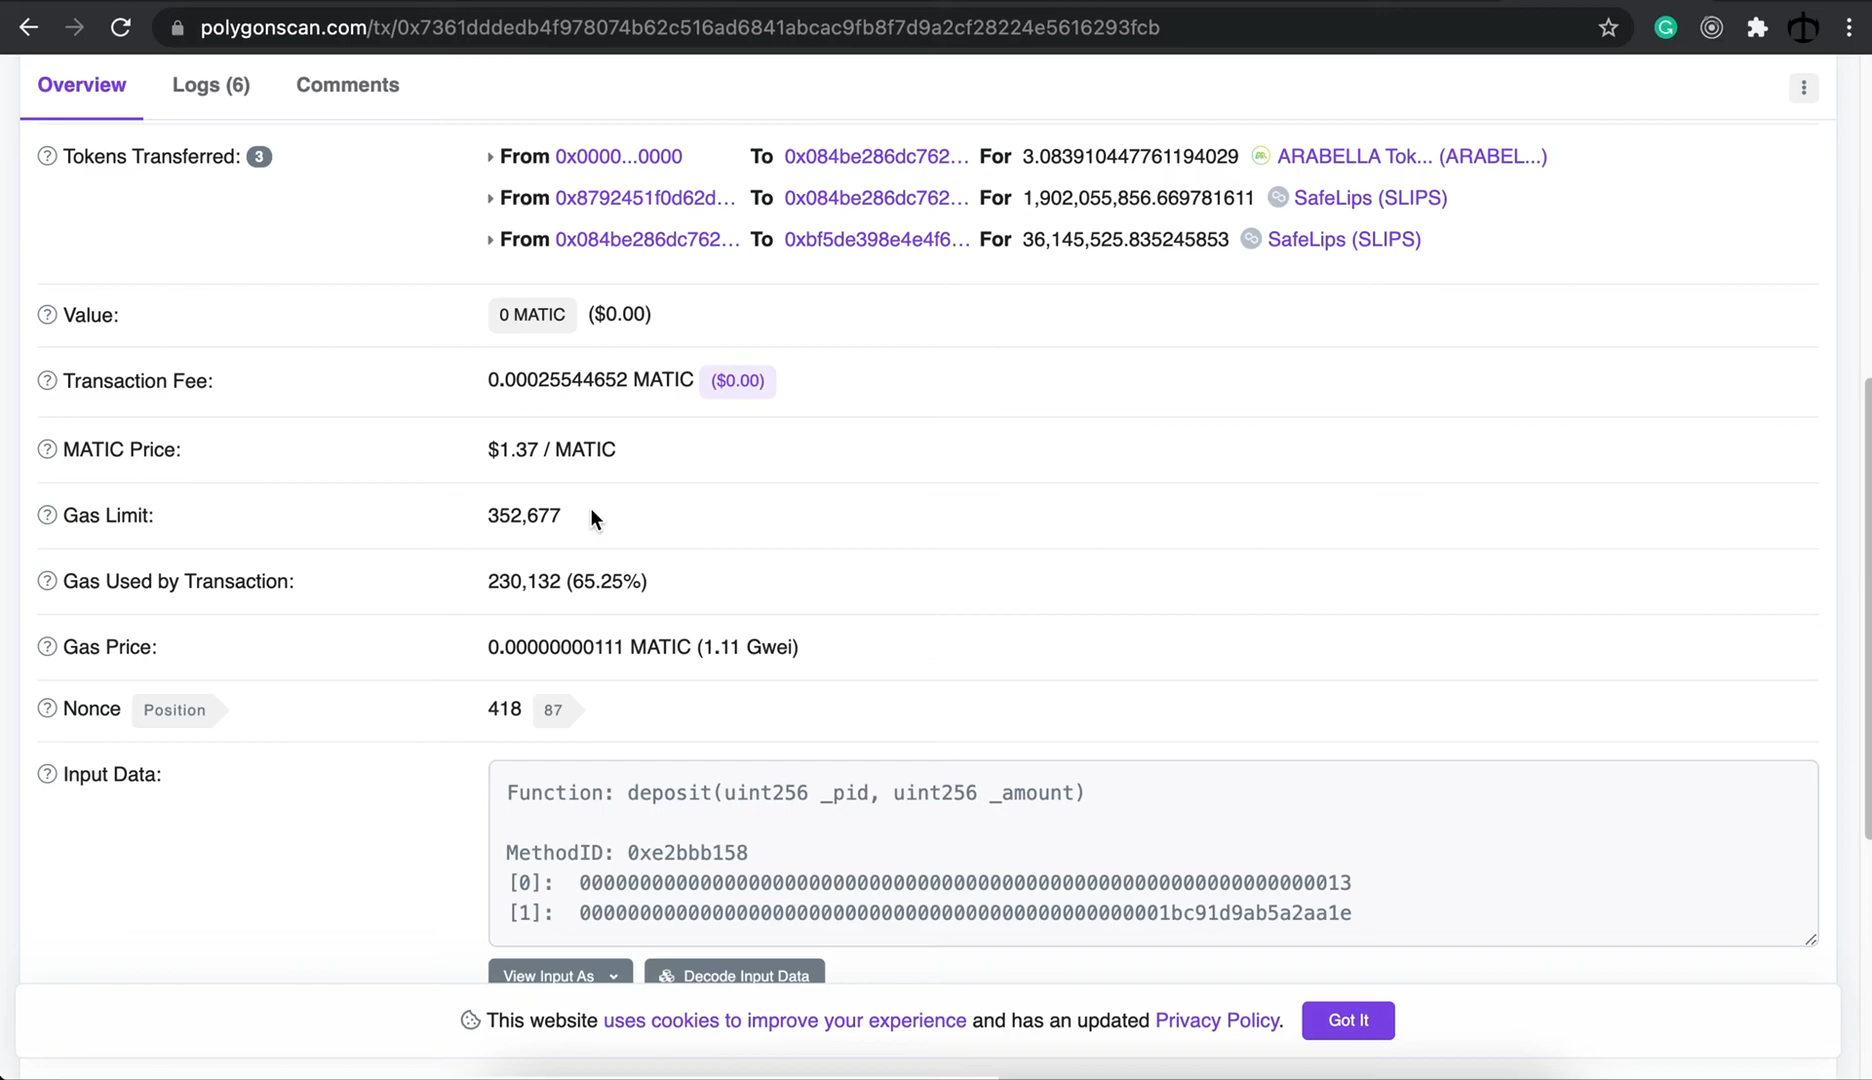 polygonscan.com/tx/0x7361dddedb4f978074b62c516ad6841abcac9fb8f7d9a2cf28224e5616293fcb
Overview Logs (6) Comments
Tokens Transferred: 3 From 0x0000...0000 To 0x084be286dc762... For 3.083910447761194029 ARABELLA Tok... (ARABEL...)
From 0x8792451f0d62d... To 0x084be286dc762... For 1,902,055,856.669781611 SafeLips (SLIPS)
From 0x084be286dc762... To 0xbf5de398e4e4f6... For 36,145,525.835245853 SafeLips (SLIPS)
Value: 0 MATIC ($0.00)
Transaction Fee: 0.00025544652 MATIC ($0.00)
MATIC Price: $1.37 / MATIC
Gas Limit: 352,677
Gas Used by Transaction: 230,132 (65.25%)
Gas Price: 0.00000000111 MATIC (1.11 Gwei)
Nonce Position 418 87
Input Data:
Function: deposit(uint256 _pid, uint256 _amount)
MethodID: 0xe2bbb158
[0]: 0000000000000000000000000000000000000000000000000000000000000013
[1]: 0000000000000000000000000000000000000000000000001bc91d9ab5a2aa1e
View Input As Decode Input Data
This website uses cookies to improve your experience and has an updated Privacy Policy. Got It